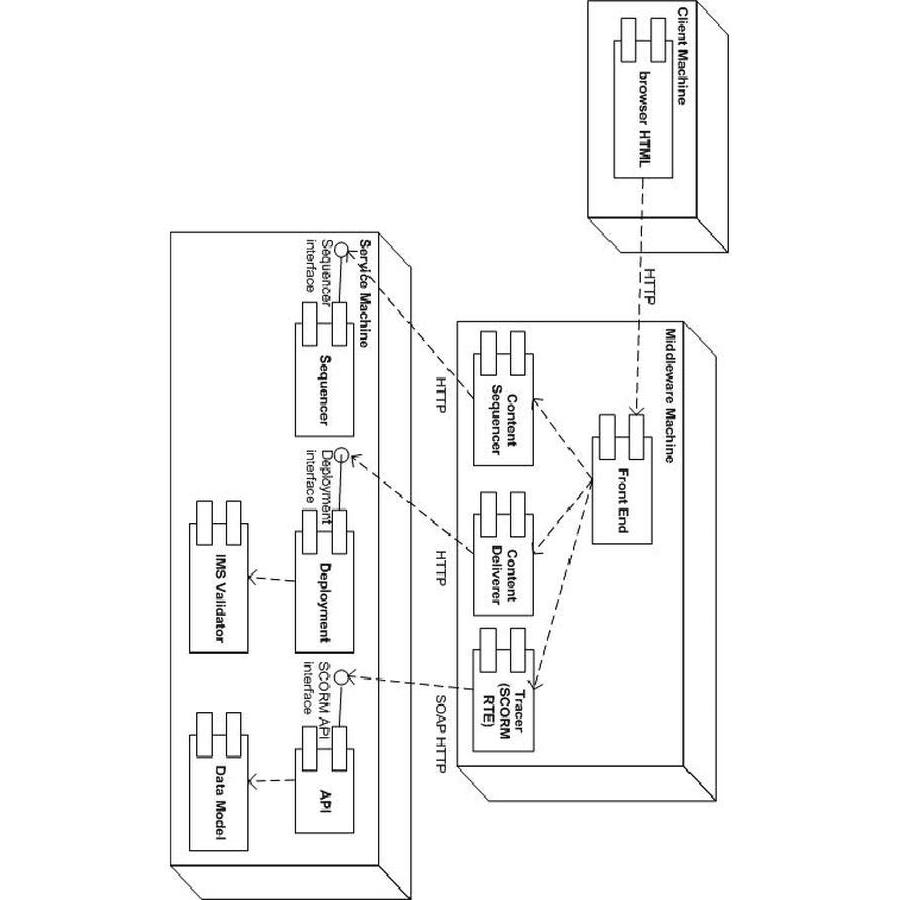 Client Machine
browser HTML
HTTP
Middleware Machine
Front End
Content
Sequencer
Content
Deliverer
Tracer
(SCORM
RTE)
HTTP
HTTP
SOAP HTTP
Service Machine
Sequencer
interface
Sequencer
Deployment
interface
Deployment
SCORM API
interface
API
IMS Validator
Data Model